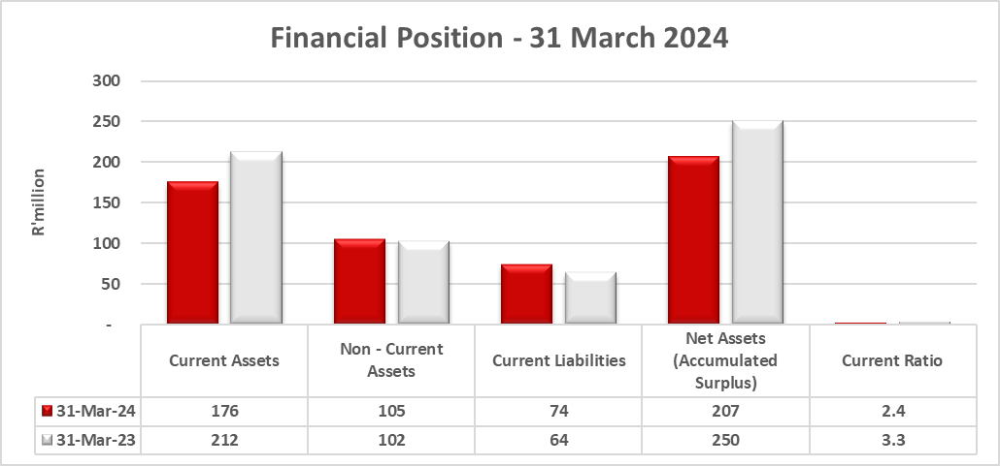 Financial Position - 31 March 2024
300
250
200
150
100
50
-
R'million
Current Assets
Non - Current
Assets
Current Liabilities
Net Assets
(Accumulated
Surplus)
Current Ratio
31-Mar-24 176 105 74 207 2.4
31-Mar-23 212 102 64 250 3.3